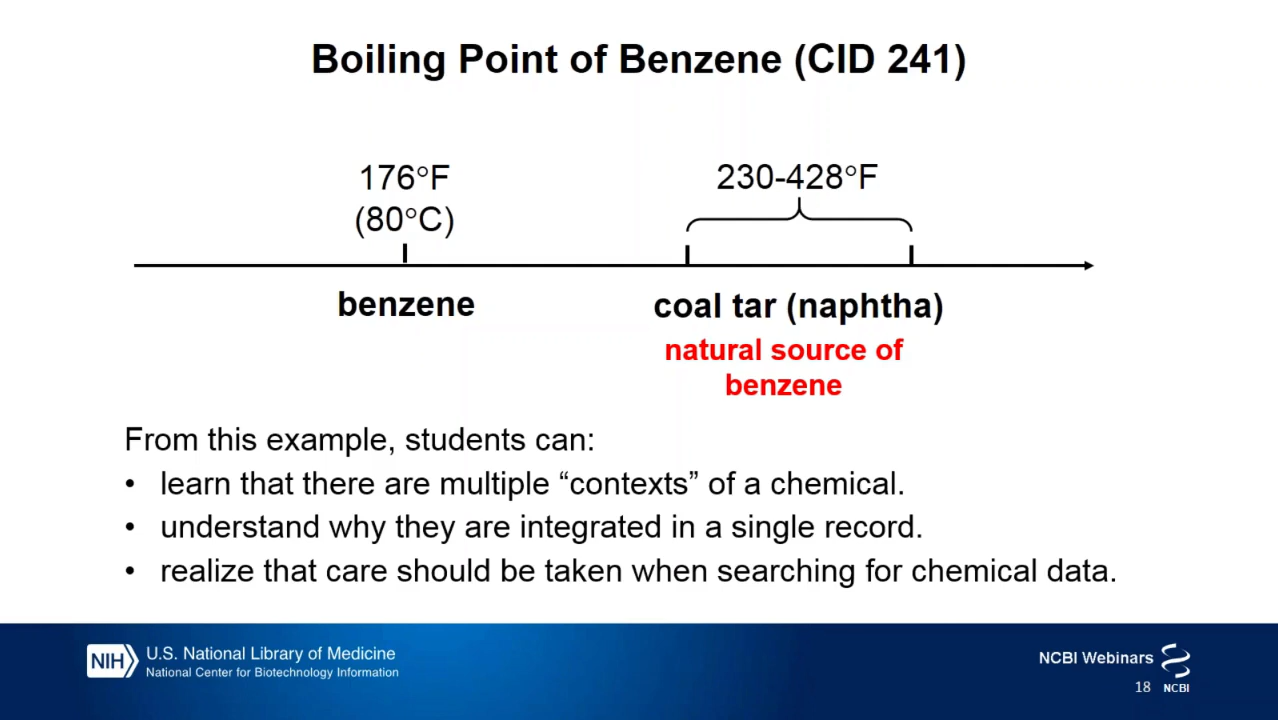 Boiling Point of Benzene (CID 241)
176°F
(80°C)
230-428°F
benzene
coal tar (naphtha)
natural source of
benzene
From this example, students can:
• learn that there are multiple “contexts” of a chemical.
• understand why they are integrated in a single record.
• realize that care should be taken when searching for chemical data.
NIH
U.S. National Library of Medicine
National Center for Biotechnology Information
NCBI Webinars
18
NCBI